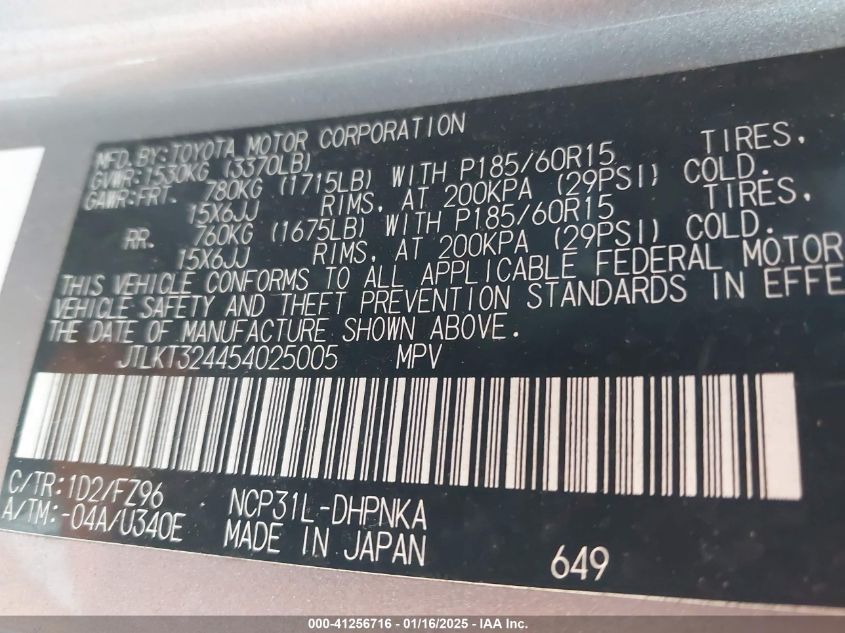 MFD. BY:TOYOTA MOTOR CORPORATION
GVWR:1530KG (3370LB)
GAWR:FRT. 780KG (1715LB) WITH P185/60R15 TIRES,
15X6JJ RIMS, AT 200KPA (29PSI) COLD.
RR. 760KG (1675LB) WITH P185/60R15 TIRES,
15X6JJ RIMS, AT 200KPA (29PSI) COLD.
THIS VEHICLE CONFORMS TO ALL APPLICABLE FEDERAL MOTOR
VEHICLE SAFETY AND THEFT PREVENTION STANDARDS IN EFFE
THE DATE OF MANUFACTURE SHOWN ABOVE.
JTLKT324454025005 MPV
C/TR:1D2/FZ96 NCP31L-DHPNKA
A/TM:-04A/U340E MADE IN JAPAN 649
000-41256716 - 01/16/2025 - IAA Inc.